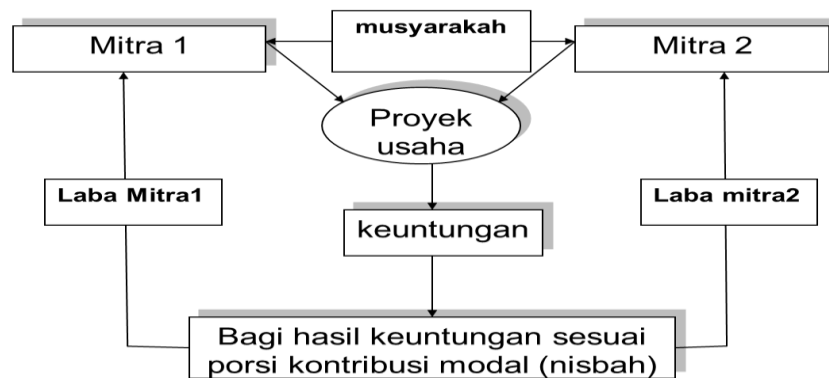 musyarakah
Mitra 1
Mitra 2
Proyek
usaha
Laba Mitra1
Laba mitra2
keuntungan
Bagi hasil keuntungan sesuai
porsi kontribusi modal (nisbah)